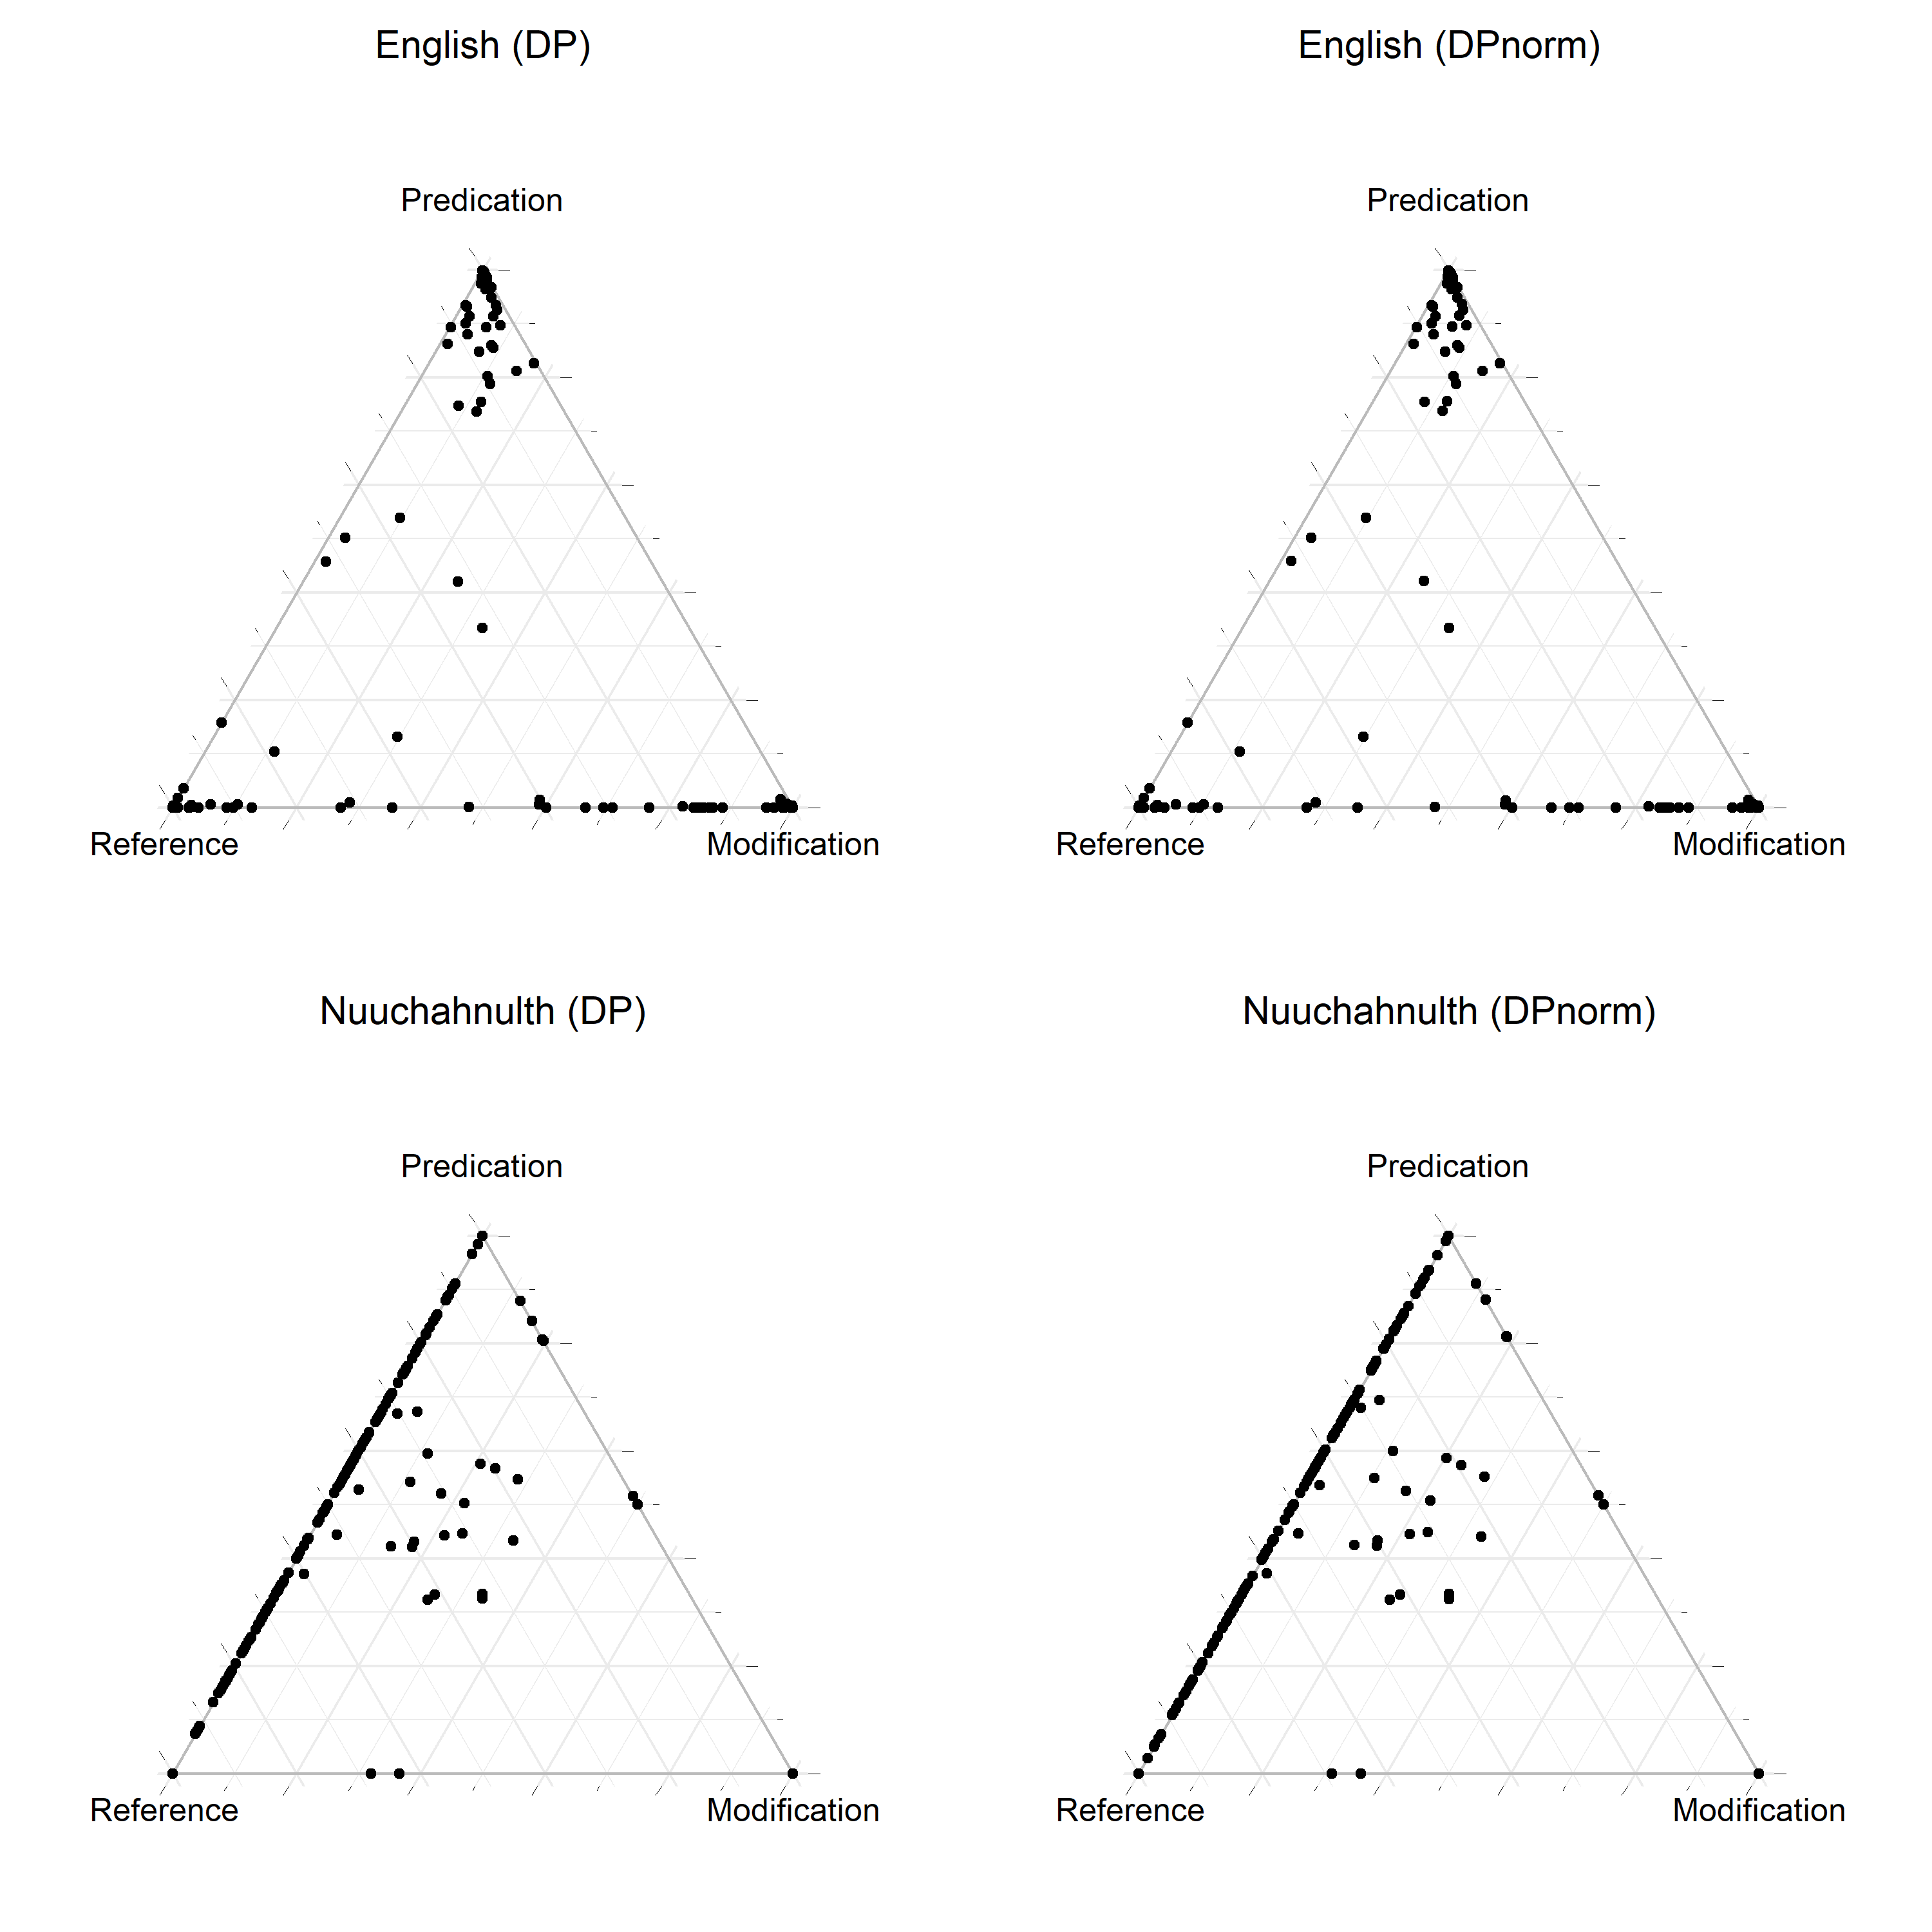 English (DP)
English (DPnorm)
Predication
Predication
Reference
Modification
Reference
Modification
Nuuchahnulth (DP)
Nuuchahnulth (DPnorm)
Predication
Predication
Reference
Modification
Reference
Modification